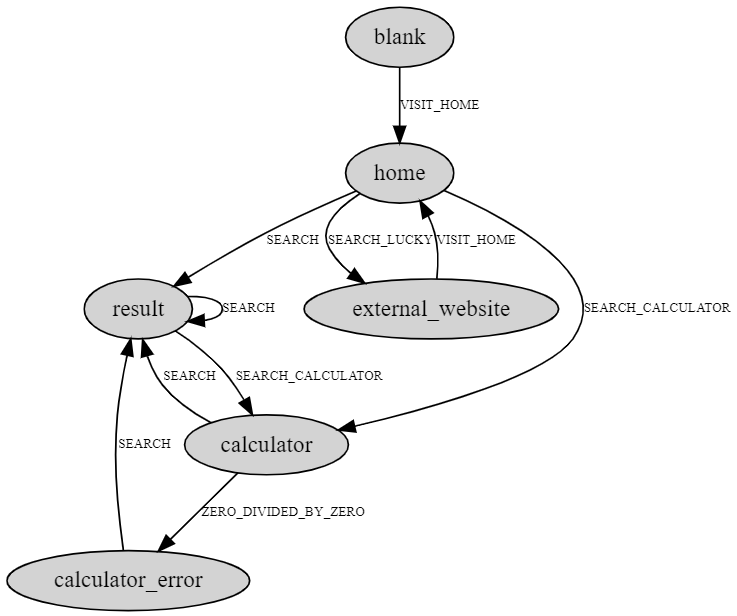 blank
VISIT_HOME
home
SEARCH
SEARCH_LUCKY
VISIT_HOME
result
SEARCH
external_website
SEARCH_CALCULATOR
SEARCH
SEARCH_CALCULATOR
SEARCH
calculator
ZERO_DIVIDED_BY_ZERO
calculator_error